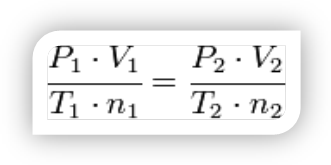 P₁ · V₁ / T₁ · n₁ = P₂ · V₂ / T₂ · n₂